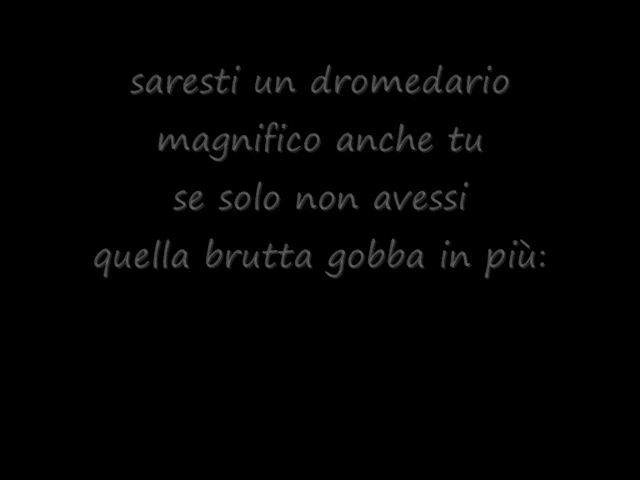 saresti un dromedario
magnifico anche tu
se solo non avessi
quella brutta gobba in più: